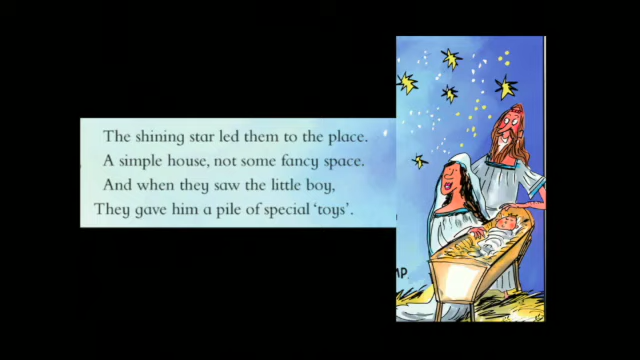 The shining star led them to the place.
A simple house, not some fancy space.
And when they saw the little boy,
They gave him a pile of special ‘toys’.